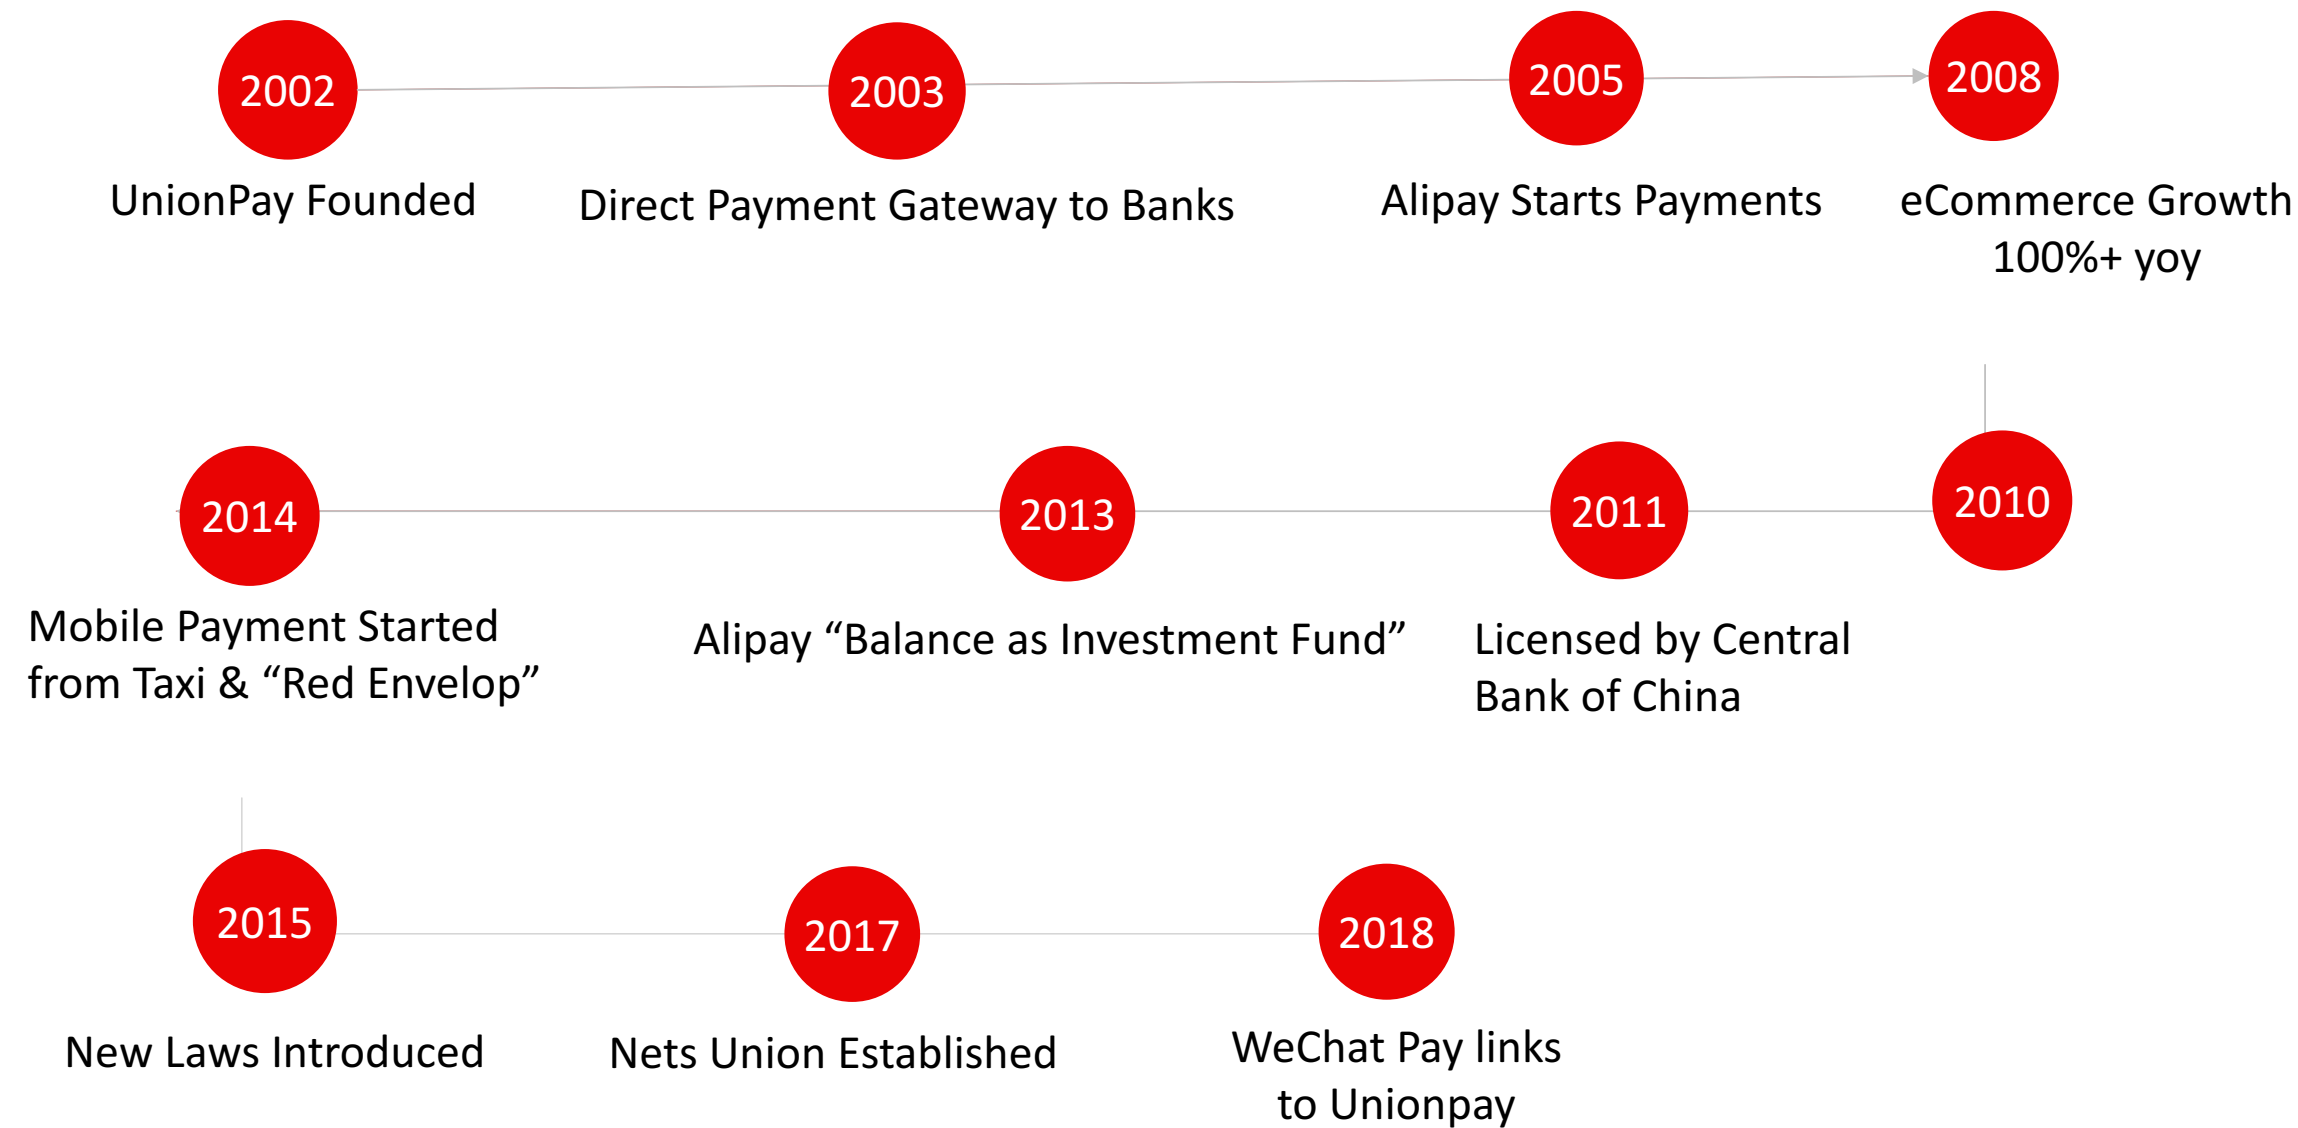 2002
2003
2005
2008
UnionPay Founded
Direct Payment Gateway to Banks
Alipay Starts Payments
eCommerce Growth
100%+ yoy
2014
2013
2011
2010
Mobile Payment Started
from Taxi & “Red Envelop”
Alipay “Balance as Investment Fund”
Licensed by Central
Bank of China
2015
2017
2018
New Laws Introduced
Nets Union Established
WeChat Pay links
to Unionpay